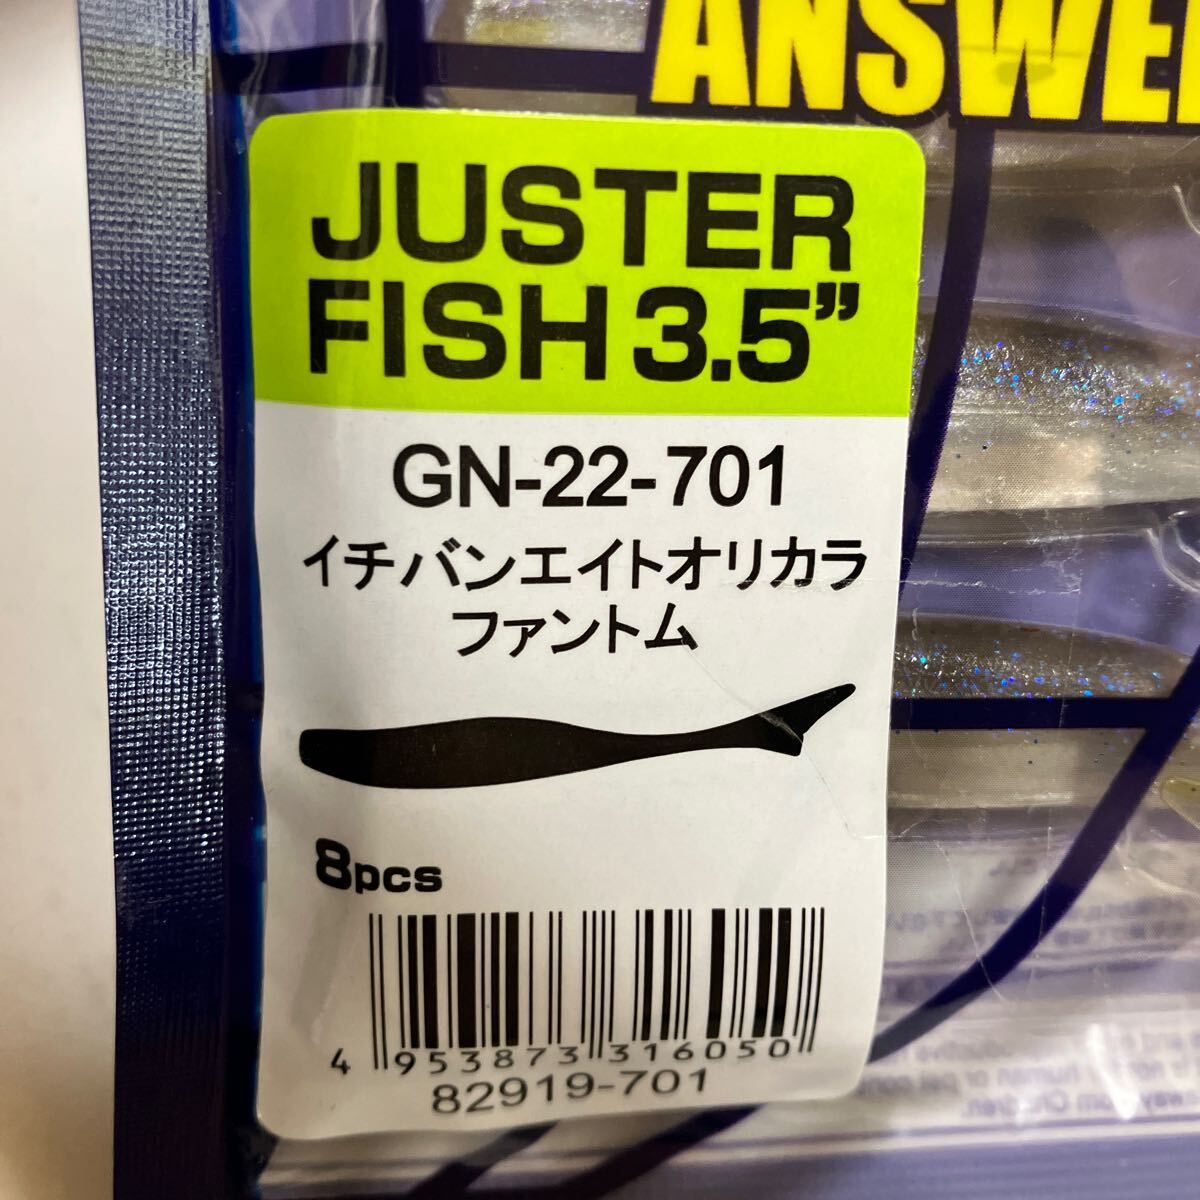 ANSWE
JUSTER
FISH 3.5”
GN-22-701
イチバンエイトオリカラ
ファントム
8pcs
4 953873 316050
82919-701